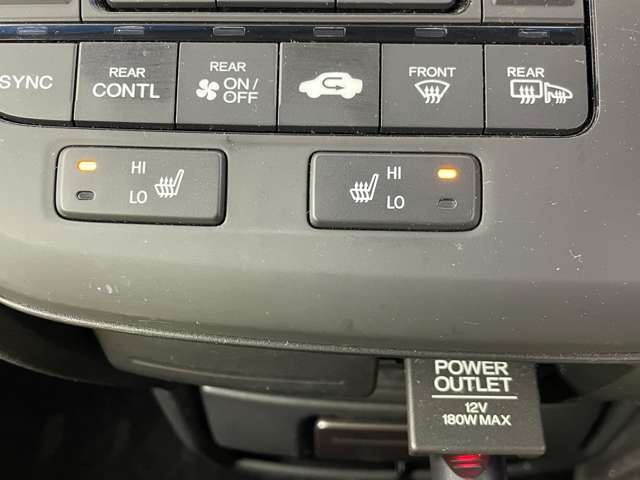 SYNC
REAR
CONTL
REAR
ON/
OFF
FRONT
REAR
HI
LO
HI
LO
POWER
OUTLET
12V
180W MAX